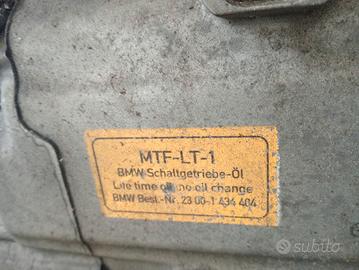 MTF-LT-1
BMW Schaltgetriebe-Öl
Life time oil, no oil change
BMW Best.-Nr. 23 00-1 434 404
subito